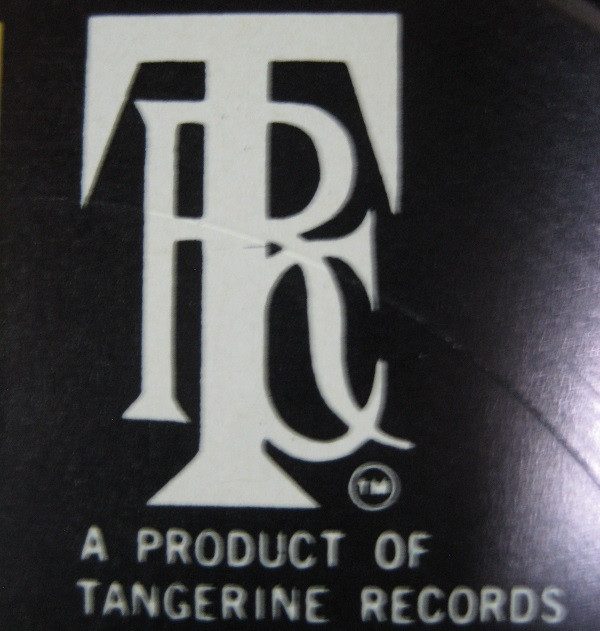 TRC
TM
A PRODUCT OF
TANGERINE RECORDS